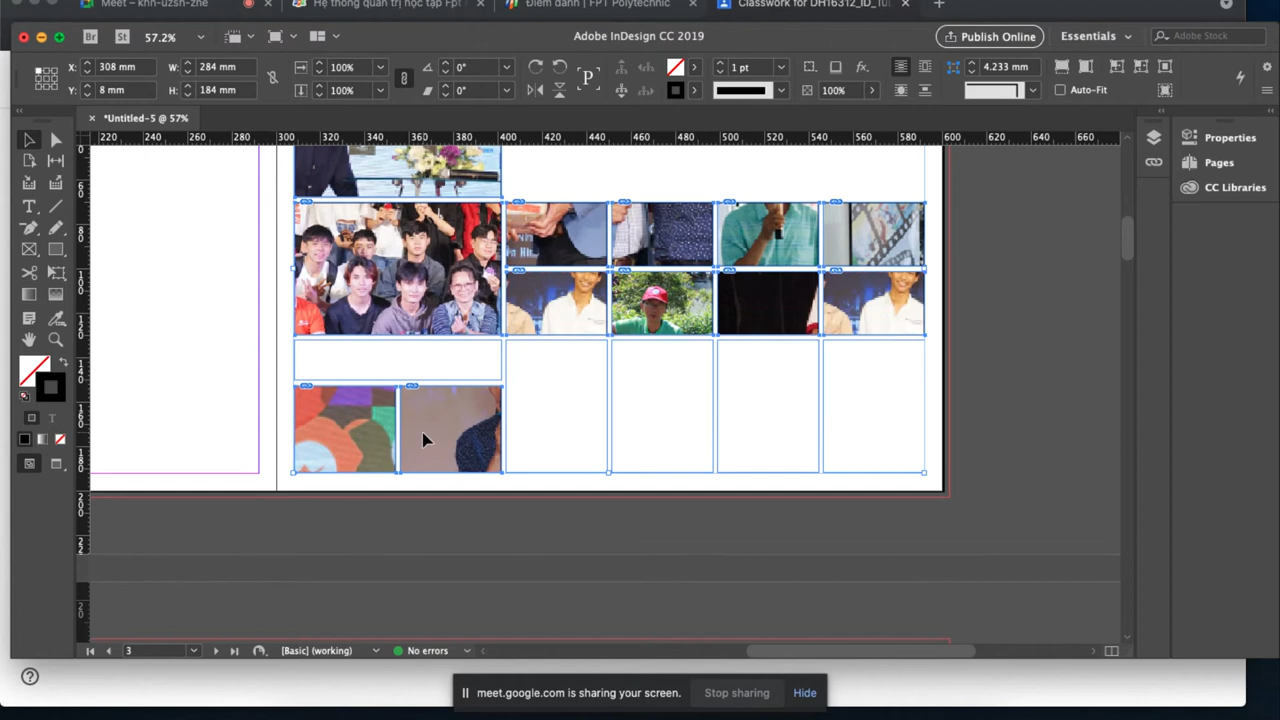 Meet – khh-uzsh-zne
Hệ thống quản trị học tập Fpt
Điểm danh | FPT Polytechnic
Classwork for DH16312_ID_Tu
Br
St
57.2%
Adobe InDesign CC 2019
Publish Online
Essentials
Adobe Stock
X: 308 mm
W: 284 mm
100%
0°
P
fx.
1 pt
4.233 mm
Y: 8 mm
H: 184 mm
100%
0°
100%
Auto-Fit
*Untitled-5 @ 57%
220 240 260 280 300 320 340 360 380 400 420 440 460 480 500 520 540 560 580 600 620 640 660
Properties
Pages
CC Libraries
T
3
[Basic] (working)
No errors
?
meet.google.com is sharing your screen.
Stop sharing
Hide